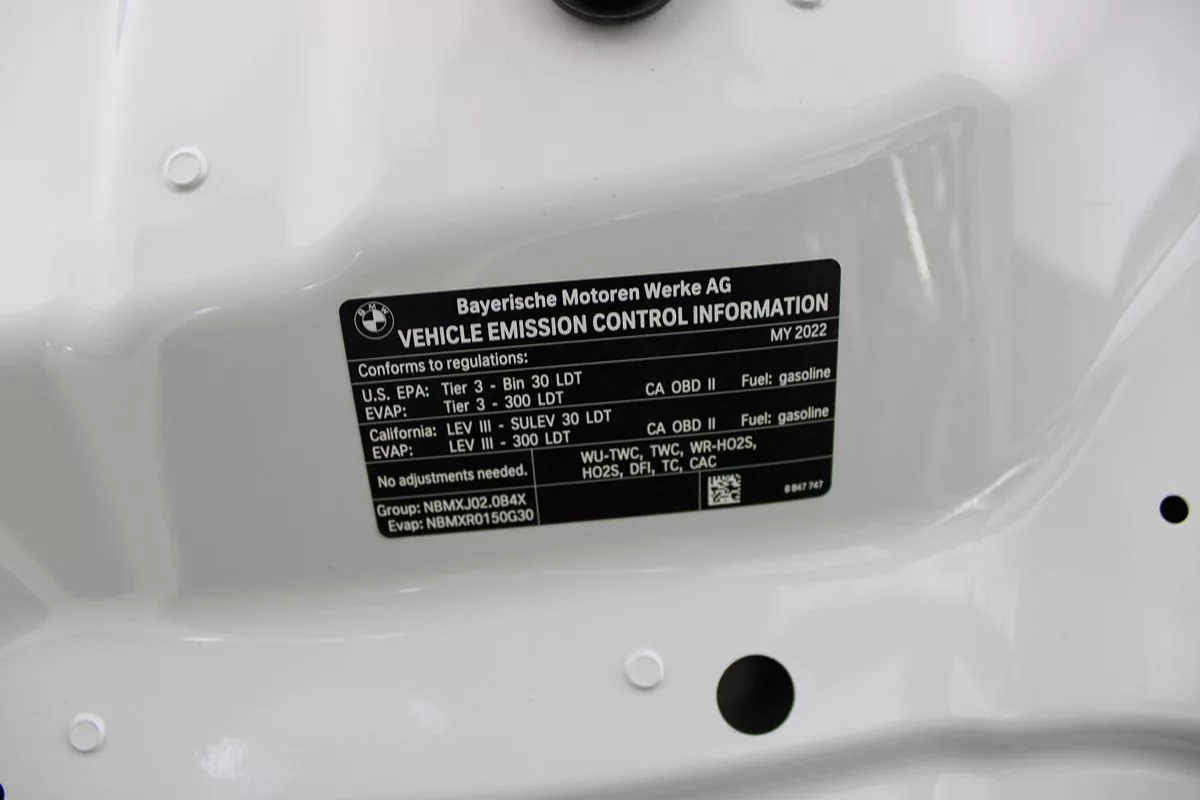 BMW
Bayerische Motoren Werke AG
VEHICLE EMISSION CONTROL INFORMATION
Conforms to regulations: MY 2022
U.S. EPA: Tier 3 - Bin 30 LDT CA OBD II Fuel: gasoline
EVAP: Tier 3 - 300 LDT
California: LEV III - SULEV 30 LDT CA OBD II Fuel: gasoline
EVAP: LEV III - 300 LDT
No adjustments needed.
WU-TWC, TWC, WR-HO2S,
HO2S, DFI, TC, CAC
Group: NBMXJ02.0B4X
Evap: NBMXR0150G30
8 847 747